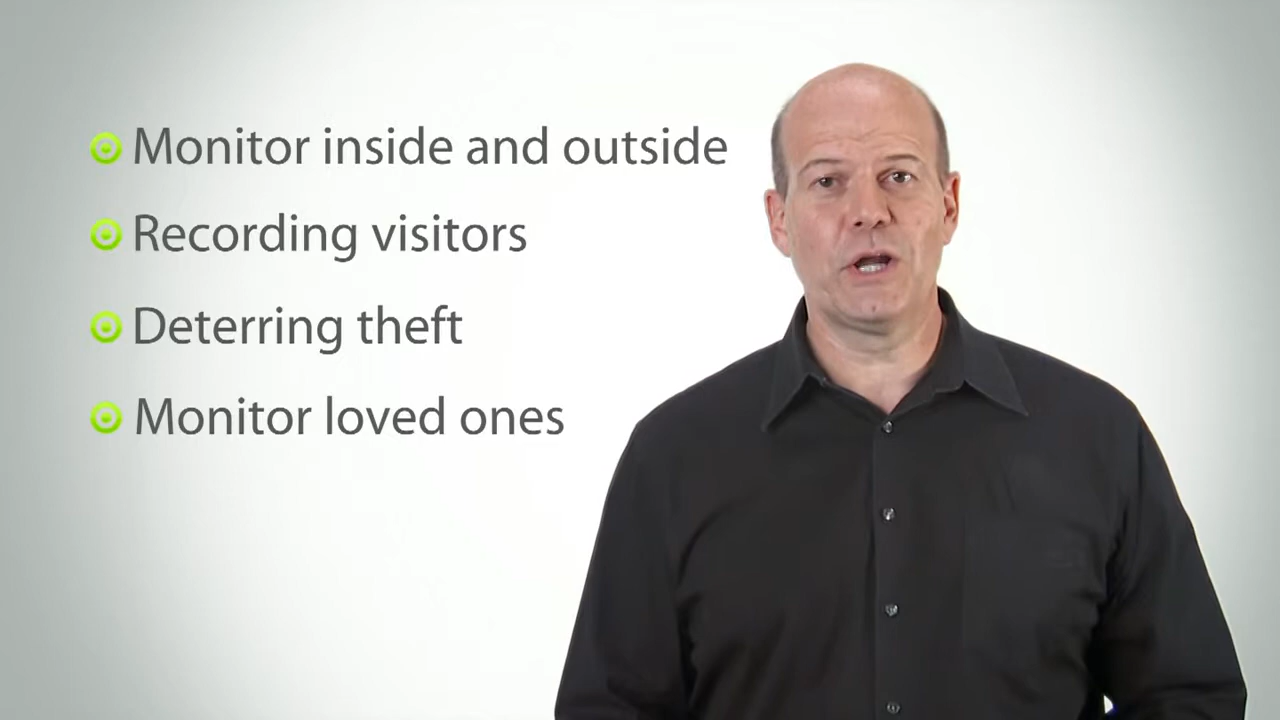 Monitor inside and outside
Recording visitors
Deterring theft
Monitor loved ones